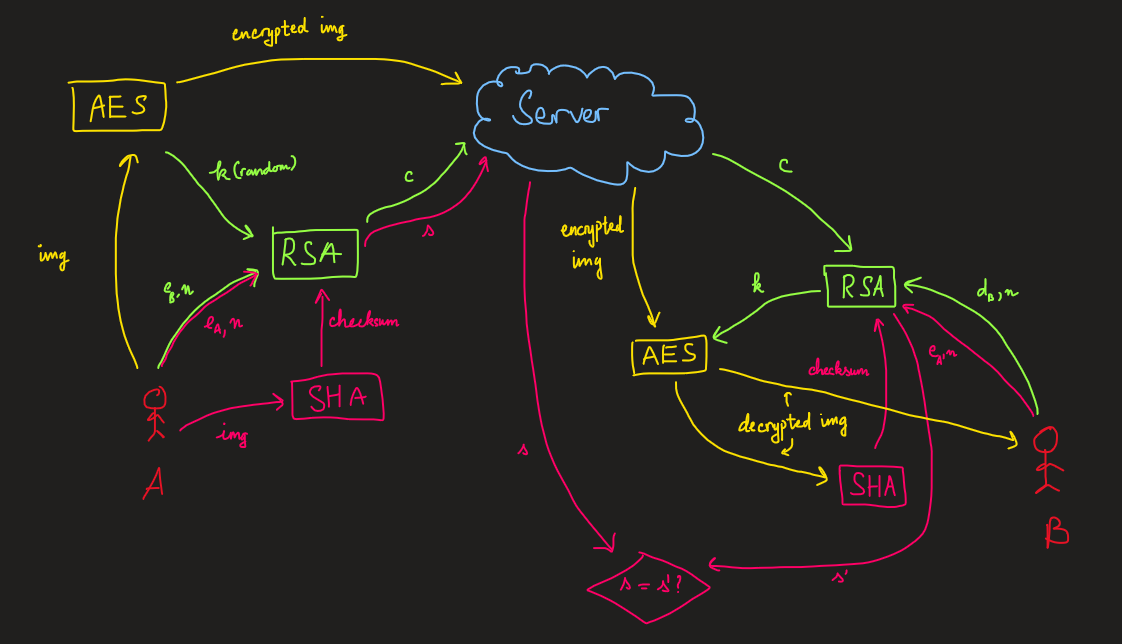 encrypted img
AES
Server
k (random)
c
c
s
img
encrypted
img
RSA
RSA
k
d_B, n
e_B, n
e_A, n
checksum
e_A, n
AES
checksum
SHA
img
decrypted img
A
s
SHA
B
s'
s = s'?